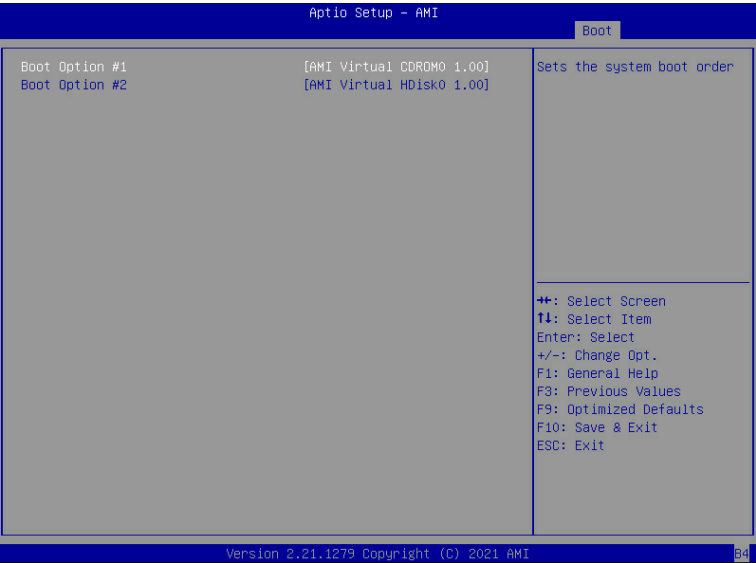 Aptio Setup – AMI
Boot
Boot Option #1 [AMI Virtual CDROM0 1.00]
Boot Option #2 [AMI Virtual HDisk0 1.00]
Sets the system boot order
→←: Select Screen
↑↓: Select Item
Enter: Select
+/-: Change Opt.
F1: General Help
F3: Previous Values
F9: Optimized Defaults
F10: Save & Exit
ESC: Exit
Version 2.21.1279 Copyright (C) 2021 AMI
B4